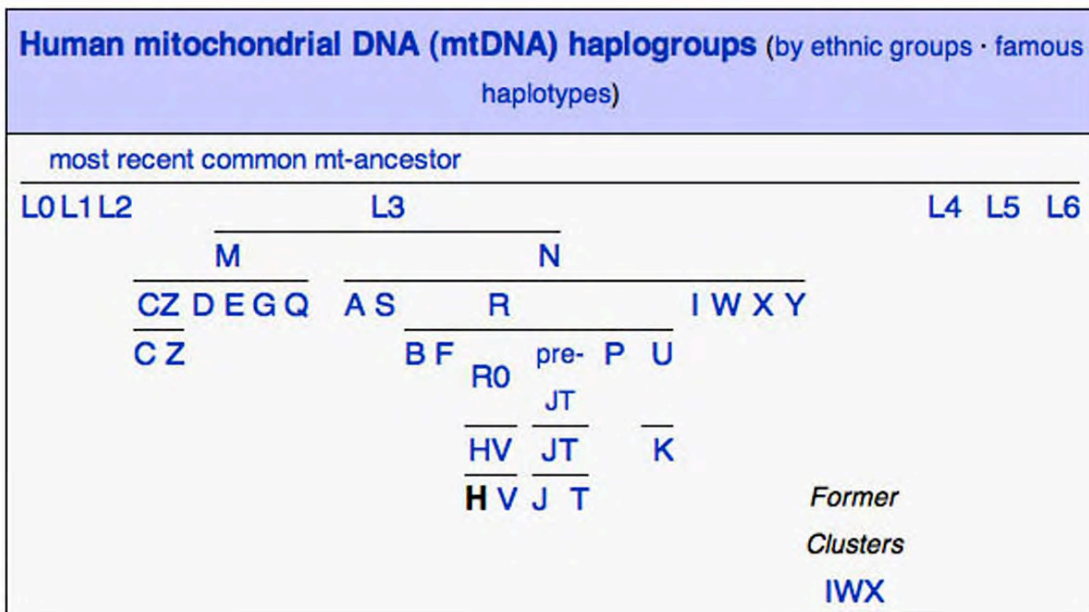 Human mitochondrial DNA (mtDNA) haplogroups (by ethnic groups · famous
haplotypes)
most recent common mt-ancestor
L0 L1 L2 L3 L4 L5 L6
M N
CZ D E G Q A S R I W X Y
C Z B F R0 pre- P U
JT
HV JT K
H V J T
Former
Clusters
IWX